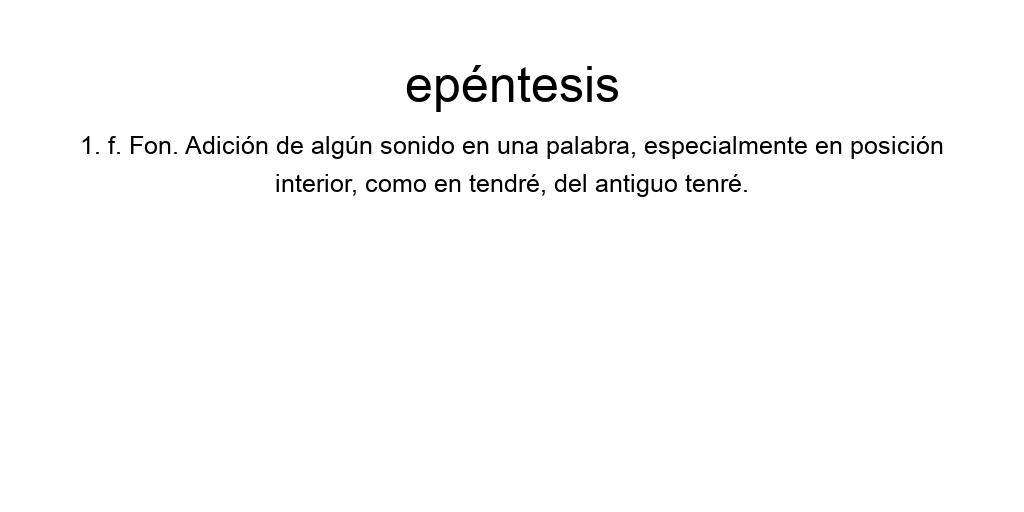 epéntesis
1. f. Fon. Adición de algún sonido en una palabra, especialmente en posición
interior, como en tendré, del antiguo tenré.